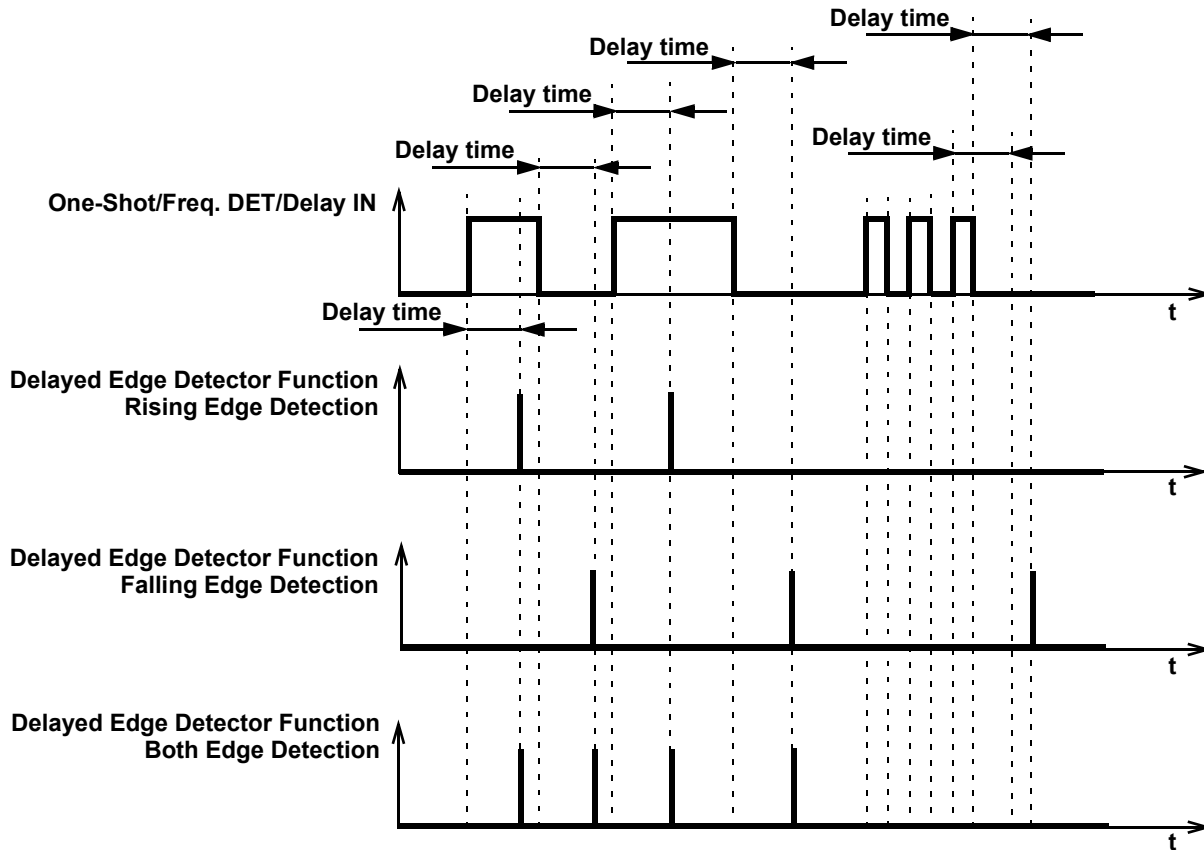 Delay time
Delay time
Delay time
Delay time
Delay time
One-Shot/Freq. DET/Delay IN
t
Delay time
Delayed Edge Detector Function
Rising Edge Detection
t
Delayed Edge Detector Function
Falling Edge Detection
t
Delayed Edge Detector Function
Both Edge Detection
t